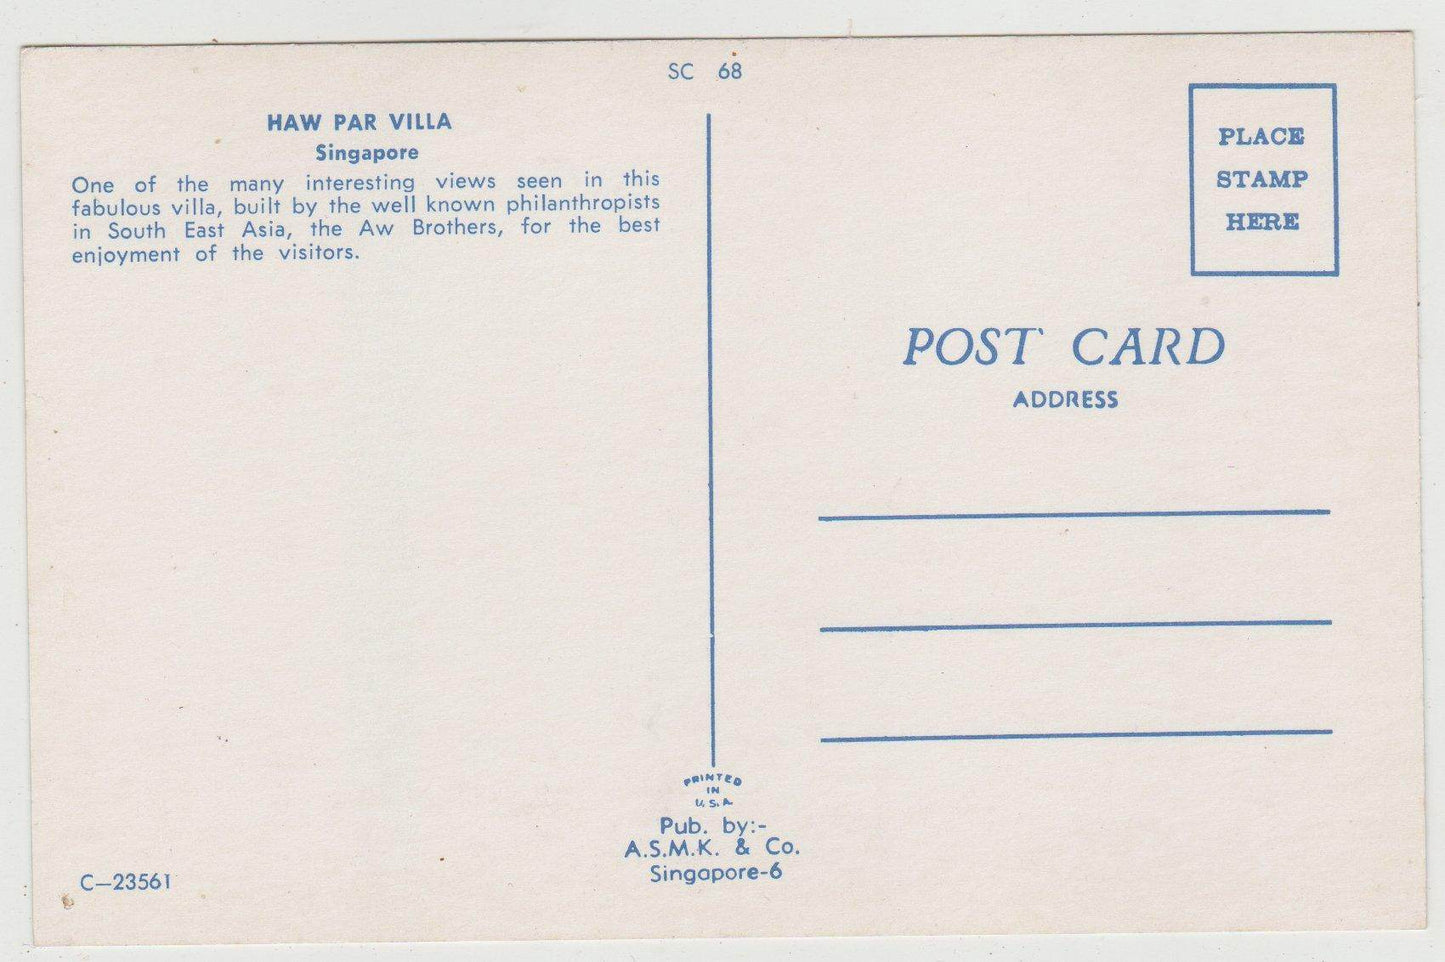 SC 68
HAW PAR VILLA
Singapore
One of the many interesting views seen in this
fabulous villa, built by the well known philanthropists
in South East Asia, the Aw Brothers, for the best
enjoyment of the visitors.
PLACE
STAMP
HERE
POST CARD
ADDRESS
PRINTED
IN
U.S.A.
Pub. by:-
A.S.M.K. & Co.
Singapore-6
C-23561